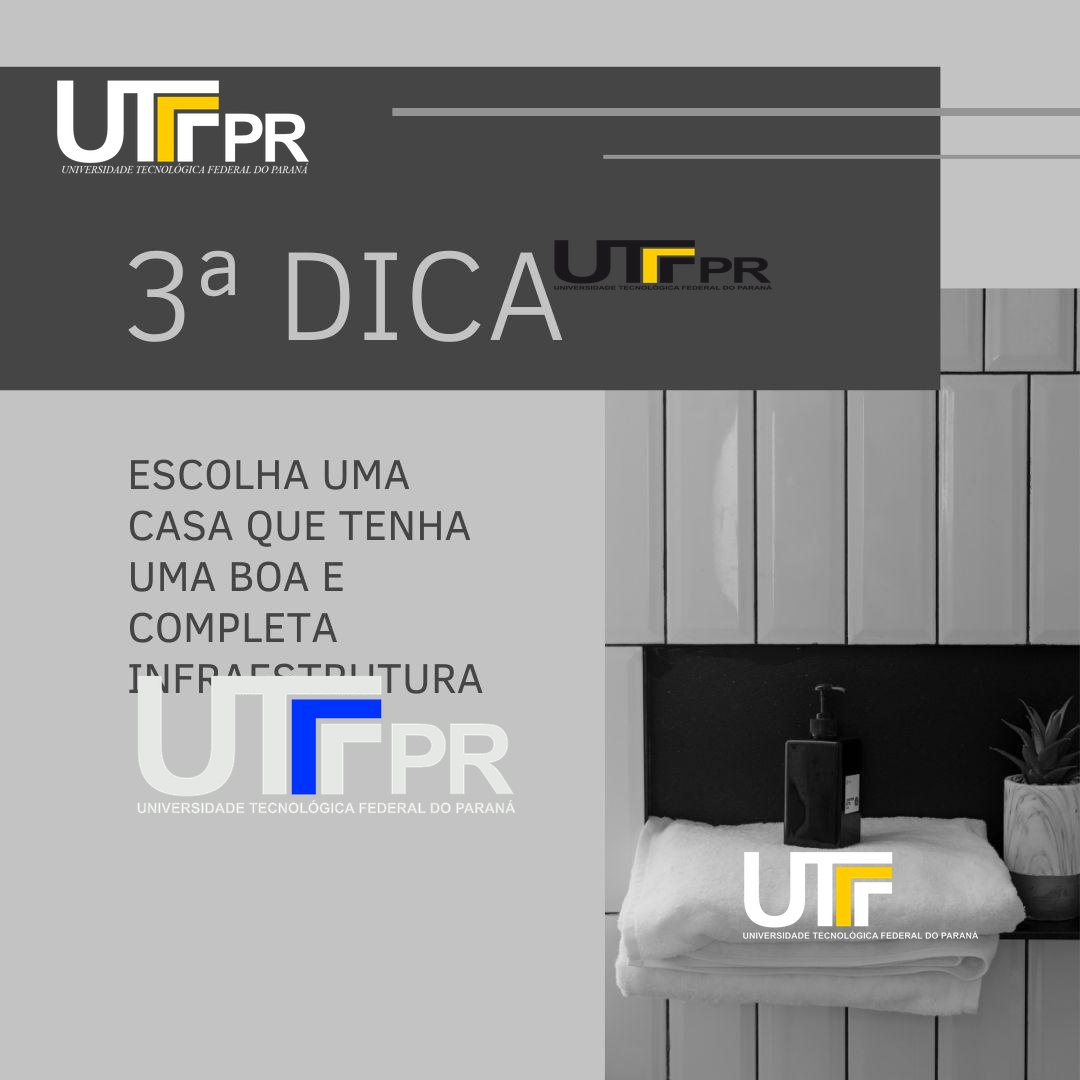 UTFPR
UNIVERSIDADE TECNOLÓGICA FEDERAL DO PARANÁ
3ª DICA
UTFPR
UNIVERSIDADE TECNOLÓGICA FEDERAL DO PARANÁ
ESCOLHA UMA
CASA QUE TENHA
UMA BOA E
COMPLETA
INFRAESTRUTURA
UTFPR
UNIVERSIDADE TECNOLÓGICA FEDERAL DO PARANÁ
UTF
UNIVERSIDADE TECNOLÓGICA FEDERAL DO PARANÁ